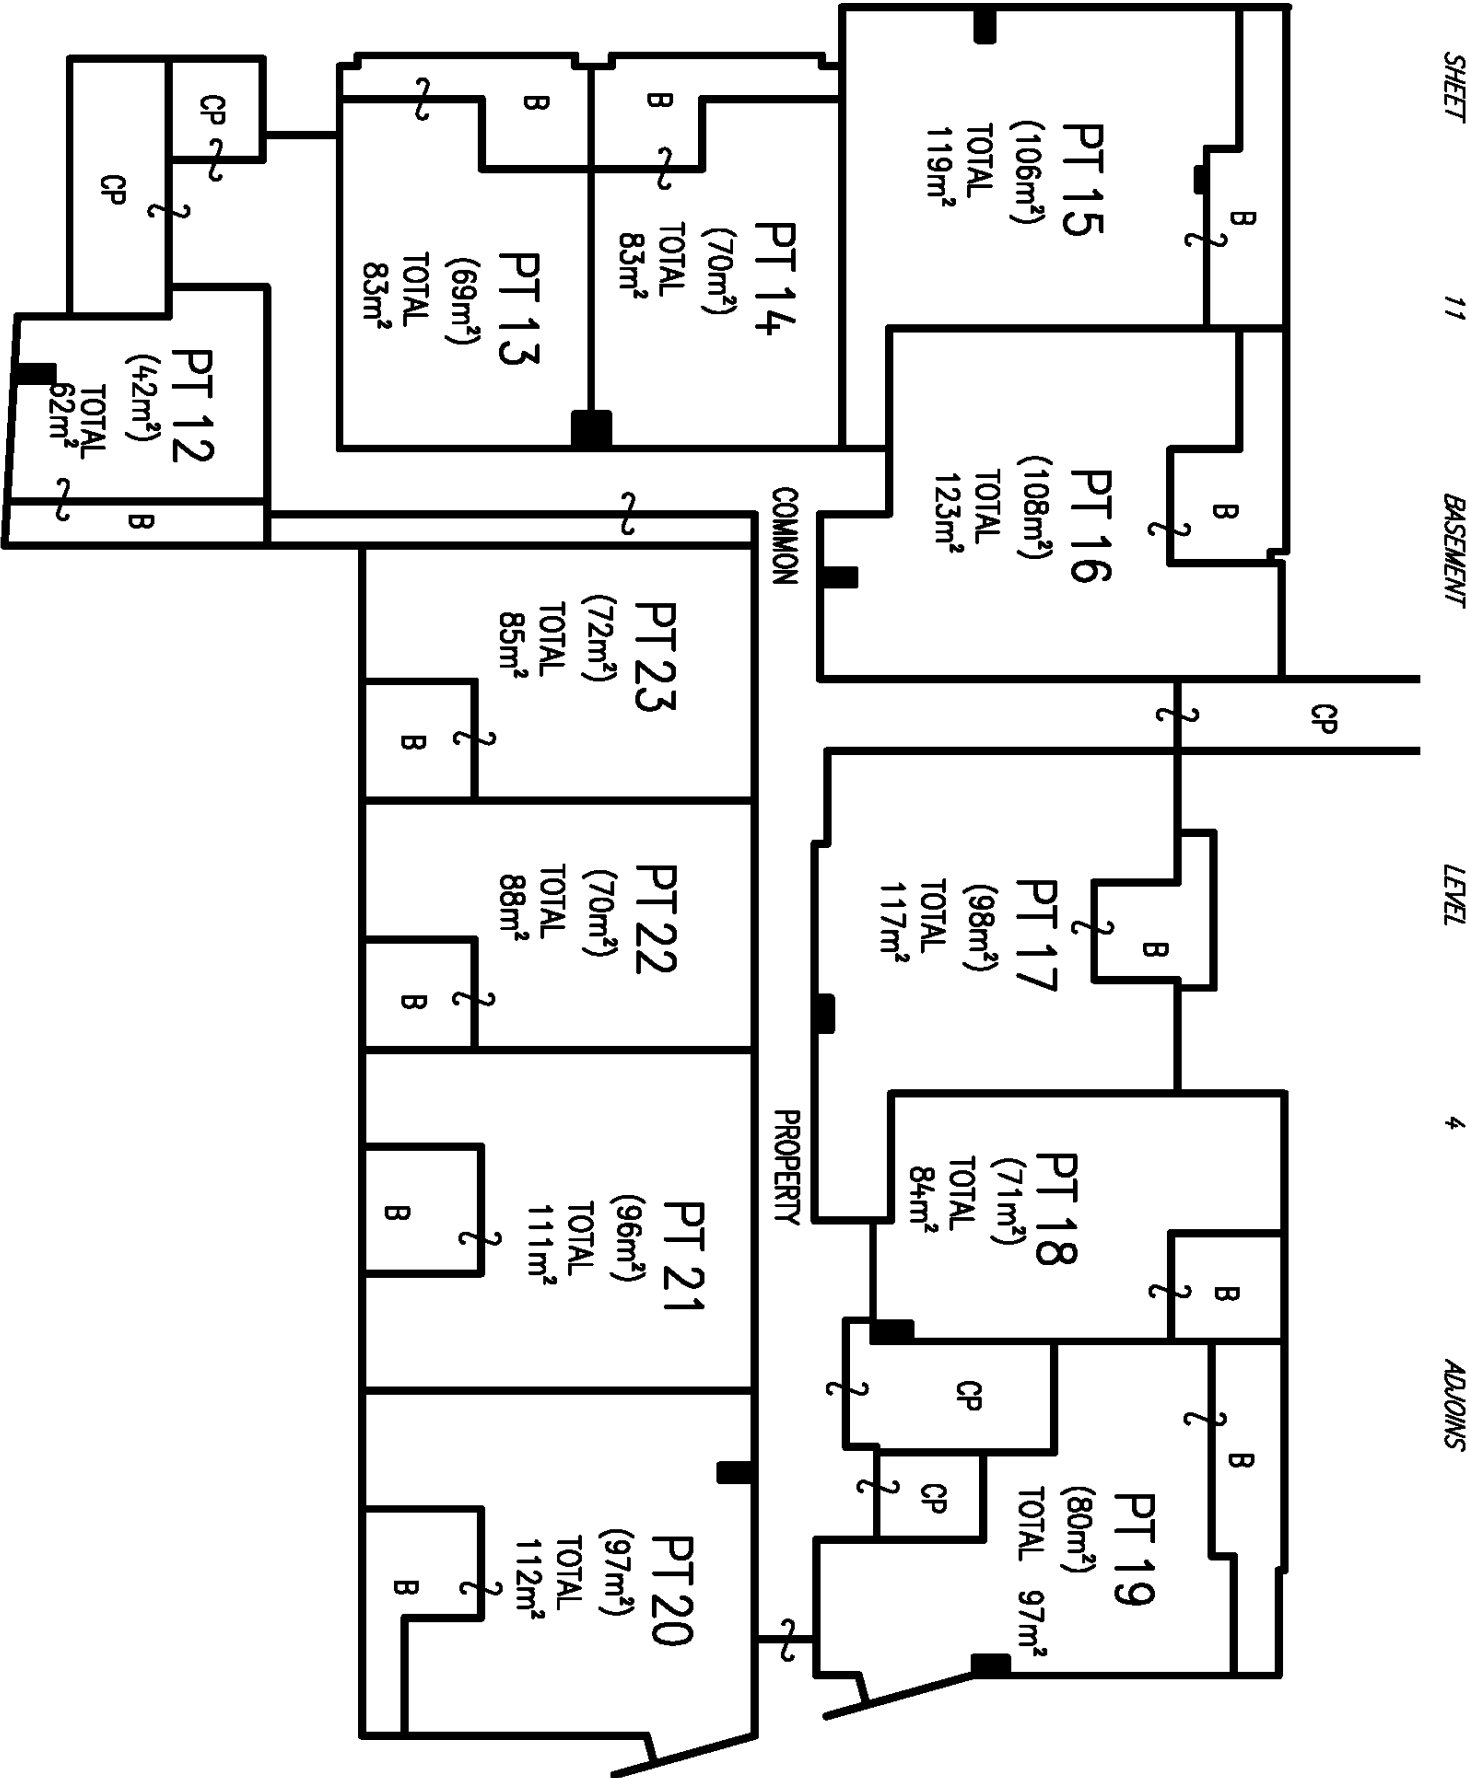 SHEET 11 BASEMENT LEVEL 4 ADJOINS
CP
B
PT 15
(106m²)
TOTAL
119m²
B
PT 16
(108m²)
TOTAL
123m²
B
PT 17
(98m²)
TOTAL
117m²
B
PT 18
(71m²)
TOTAL
84m²
B
PT 19
(80m²)
TOTAL 97m²
CP
CP
COMMON PROPERTY
B
PT 14
(70m²)
TOTAL
83m²
B
PT 13
(69m²)
TOTAL
83m²
PT 23
(72m²)
TOTAL
85m²
B
PT 22
(70m²)
TOTAL
88m²
B
PT 21
(96m²)
TOTAL
111m²
B
PT 20
(97m²)
TOTAL
112m²
B
CP
CP
PT 12
(42m²)
TOTAL
62m²
B